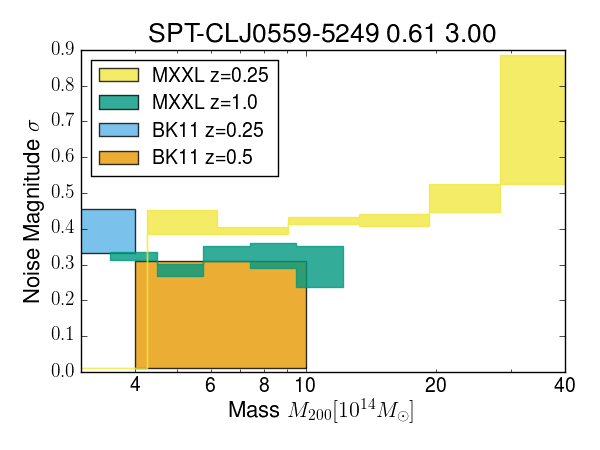 SPT-CLJ0559-5249 0.61 3.00
0.9
0.8
0.7
0.6
0.5
0.4
0.3
0.2
0.1
0.0
Noise Magnitude σ
MXXL z=0.25
MXXL z=1.0
BK11 z=0.25
BK11 z=0.5
4 6 8 10 20 40
Mass M₂₀₀[10¹⁴M☉]